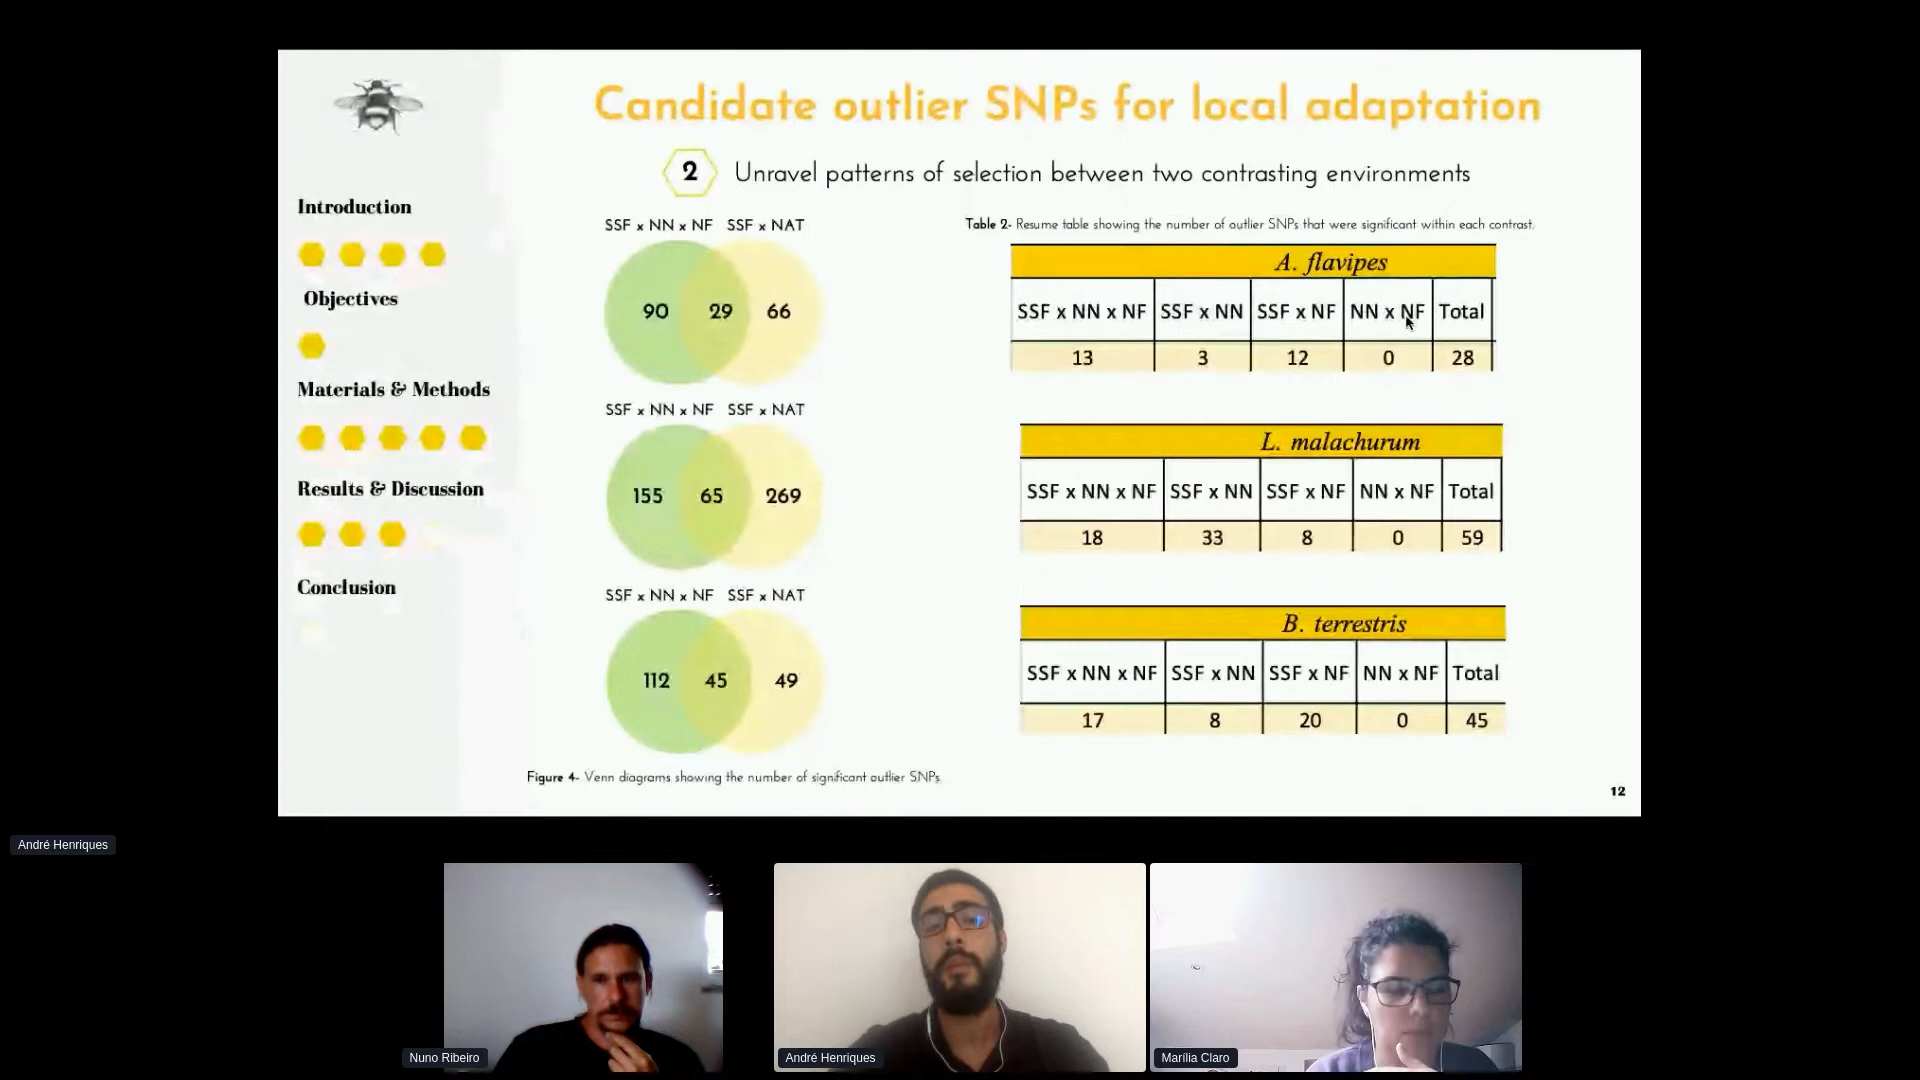 Candidate outlier SNPs for local adaptation
2 Unravel patterns of selection between two contrasting environments
Introduction
Objectives
Materials & Methods
Results & Discussion
Conclusion
SSF x NN x NF SSF x NAT
90 29 66
SSF x NN x NF SSF x NAT
155 65 269
SSF x NN x NF SSF x NAT
112 45 49
Figure 4- Venn diagrams showing the number of significant outlier SNPs.
Table 2- Resume table showing the number of outlier SNPs that were significant within each contrast.
A. flavipes
SSF x NN x NF SSF x NN SSF x NF NN x NF Total
13 3 12 0 28
L. malachurum
SSF x NN x NF SSF x NN SSF x NF NN x NF Total
18 33 8 0 59
B. terrestris
SSF x NN x NF SSF x NN SSF x NF NN x NF Total
17 8 20 0 45
12
André Henriques
Nuno Ribeiro
André Henriques
Marília Claro